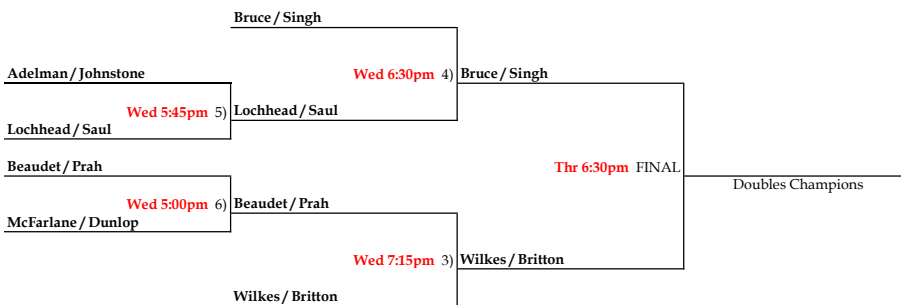 Bruce / Singh
Adelman / Johnstone
Wed 6:30pm 4) Bruce / Singh
Wed 5:45pm 5) Lochhead / Saul
Lochhead / Saul
Beaudet / Prah
Thr 6:30pm FINAL
Doubles Champions
Wed 5:00pm 6) Beaudet / Prah
McFarlane / Dunlop
Wed 7:15pm 3) Wilkes / Britton
Wilkes / Britton